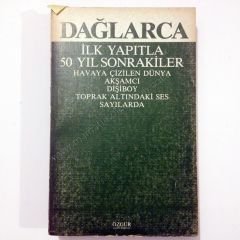 DAĞLARCA
İLK YAPITLA
50 YIL SONRAKİLER
HAVAYA ÇİZİLEN DÜNYA
AKŞAMCI
DİŞİBOY
TOPRAK ALTINDAKİ SES
SAYILARDA
ÖZGÜR